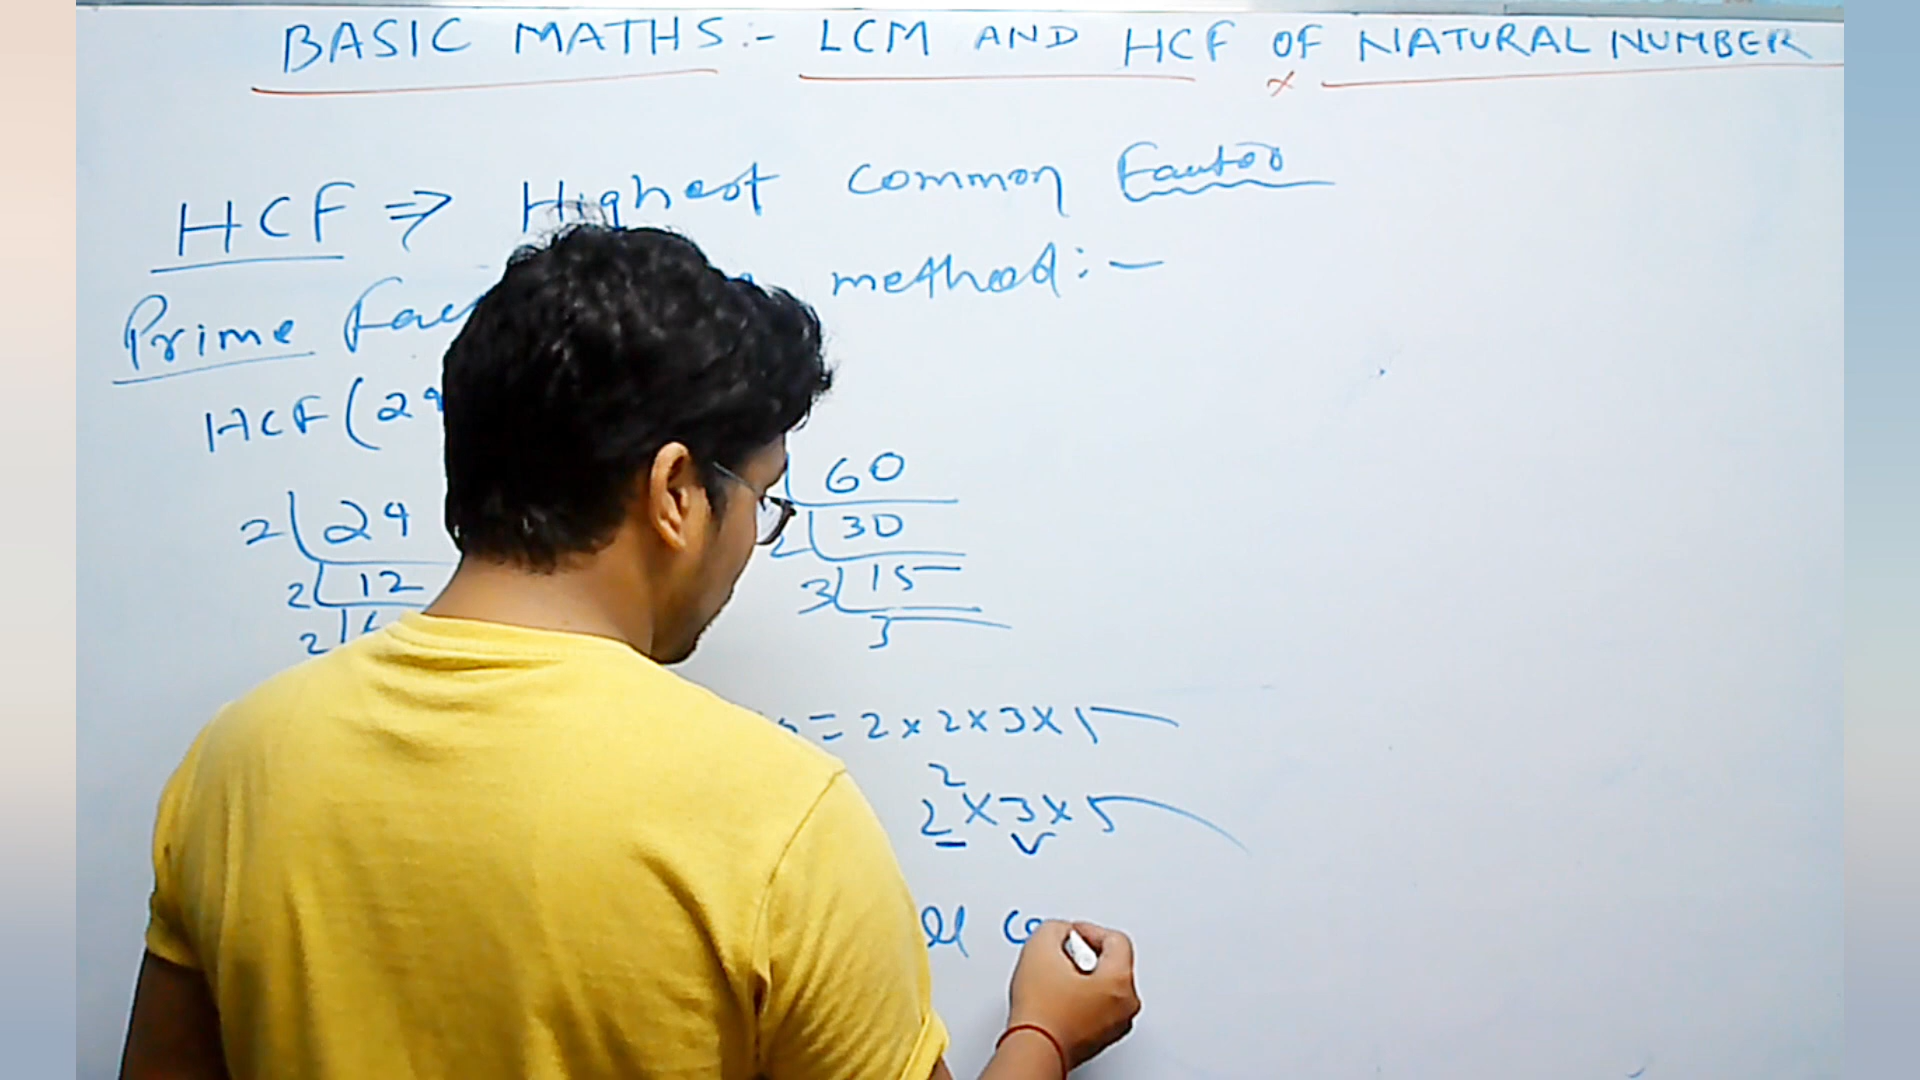 BASIC MATHS:- LCM AND HCF OF NATURAL NUMBER
HCF ⇒ Highest common Factor
Prime method:-
HCF(24
2 24
2 12
2
60
2 30
3 15
5
= 2 × 2 × 3 × 5
2² × 3 × 5